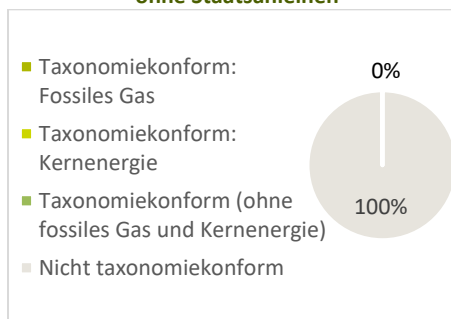 ohne Staatsanleihen
Taxonomiekonform:
Fossiles Gas
Taxonomiekonform:
Kernenergie
Taxonomiekonform (ohne
fossiles Gas und Kernenergie)
Nicht taxonomiekonform
0%
100%